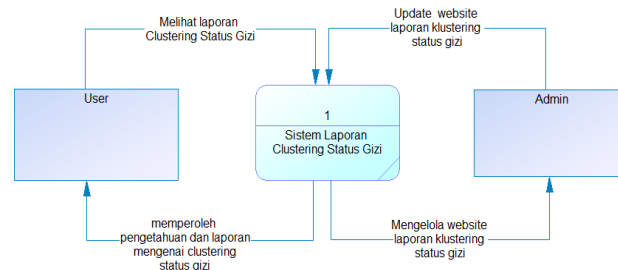 Melihat laporan
Clustering Status Gizi
Update website
laporan klustering
status gizi
User
1
Sistem Laporan
Clustering Status Gizi
Admin
memperoleh
pengetahuan dan laporan
mengenai clustering
status gizi
Mengelola website
laporan klustering
status gizi